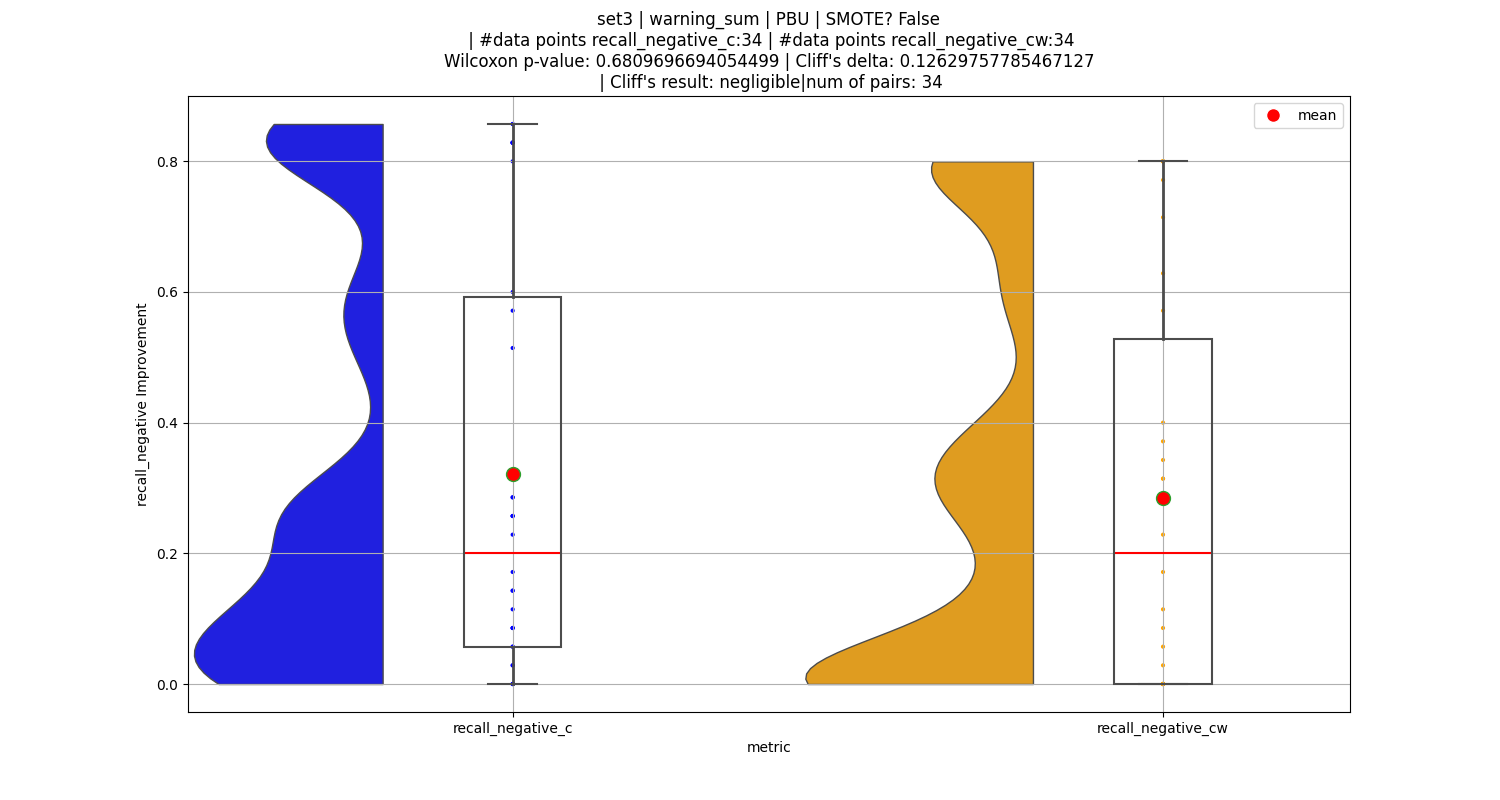 set3 | warning_sum | PBU | SMOTE? False
| #data points recall_negative_c:34 | #data points recall_negative_cw:34
Wilcoxon p-value: 0.6809696694054499 | Cliff's delta: 0.12629757785467127
| Cliff's result: negligible|num of pairs: 34
mean
0.8
0.6
0.4
0.2
0.0
recall_negative Improvement
recall_negative_c
recall_negative_cw
metric